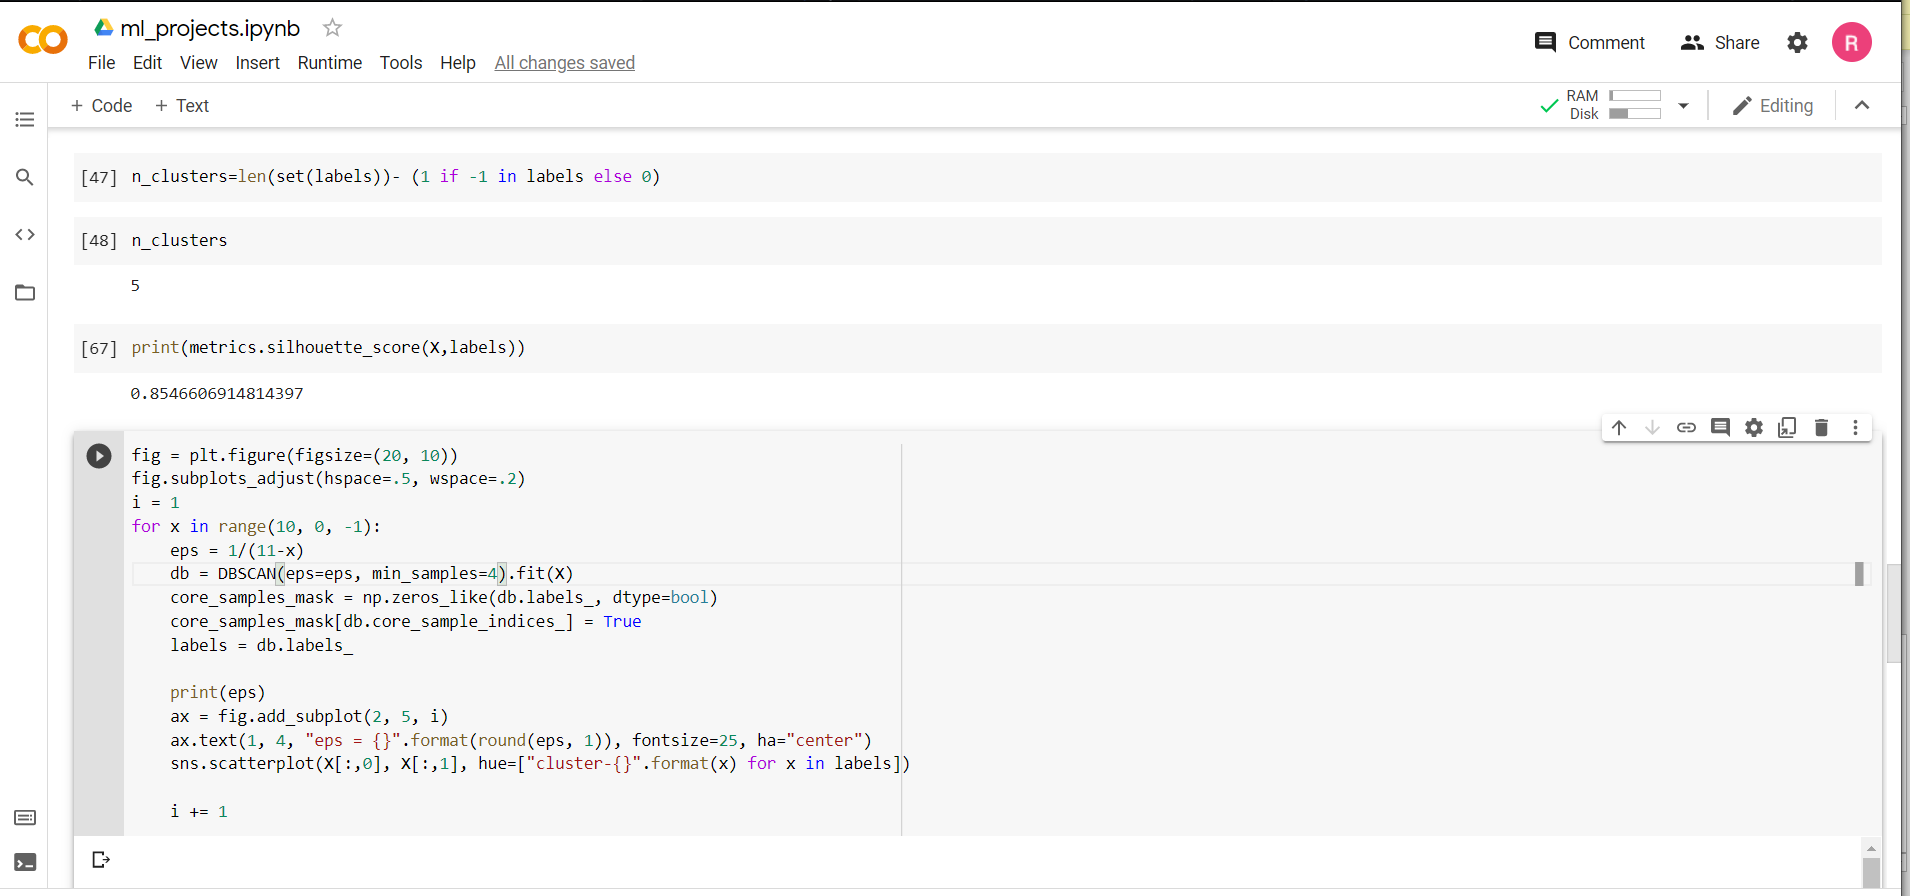 ml_projects.ipynb
File Edit View Insert Runtime Tools Help All changes saved
Comment Share R
+ Code + Text
RAM
Disk
Editing
[47] n_clusters=len(set(labels))- (1 if -1 in labels else 0)
[48] n_clusters
5
[67] print(metrics.silhouette_score(X,labels))
0.8546606914814397
fig = plt.figure(figsize=(20, 10))
fig.subplots_adjust(hspace=.5, wspace=.2)
i = 1
for x in range(10, 0, -1):
    eps = 1/(11-x)
    db = DBSCAN(eps=eps, min_samples=4).fit(X)
    core_samples_mask = np.zeros_like(db.labels_, dtype=bool)
    core_samples_mask[db.core_sample_indices_] = True
    labels = db.labels_
    print(eps)
    ax = fig.add_subplot(2, 5, i)
    ax.text(1, 4, "eps = {}".format(round(eps, 1)), fontsize=25, ha="center")
    sns.scatterplot(X[:,0], X[:,1], hue=["cluster-{}".format(x) for x in labels])
    i += 1